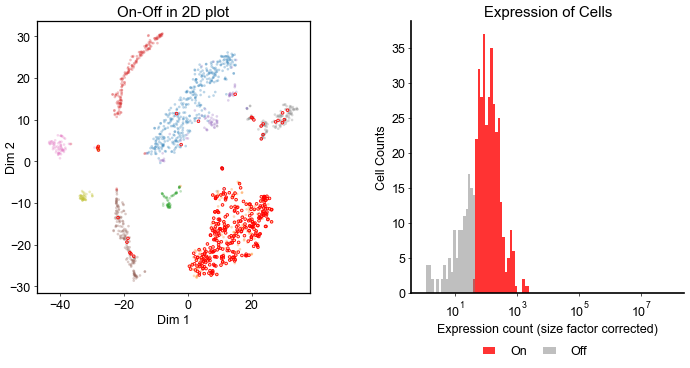 On-Off in 2D plot
Expression of Cells
Dim 2
30
20
10
0
−10
−20
−30
−40
−20
0
20
Dim 1
Cell Counts
35
30
25
20
15
10
5
0
10^1
10^3
10^5
10^7
Expression count (size factor corrected)
On
Off